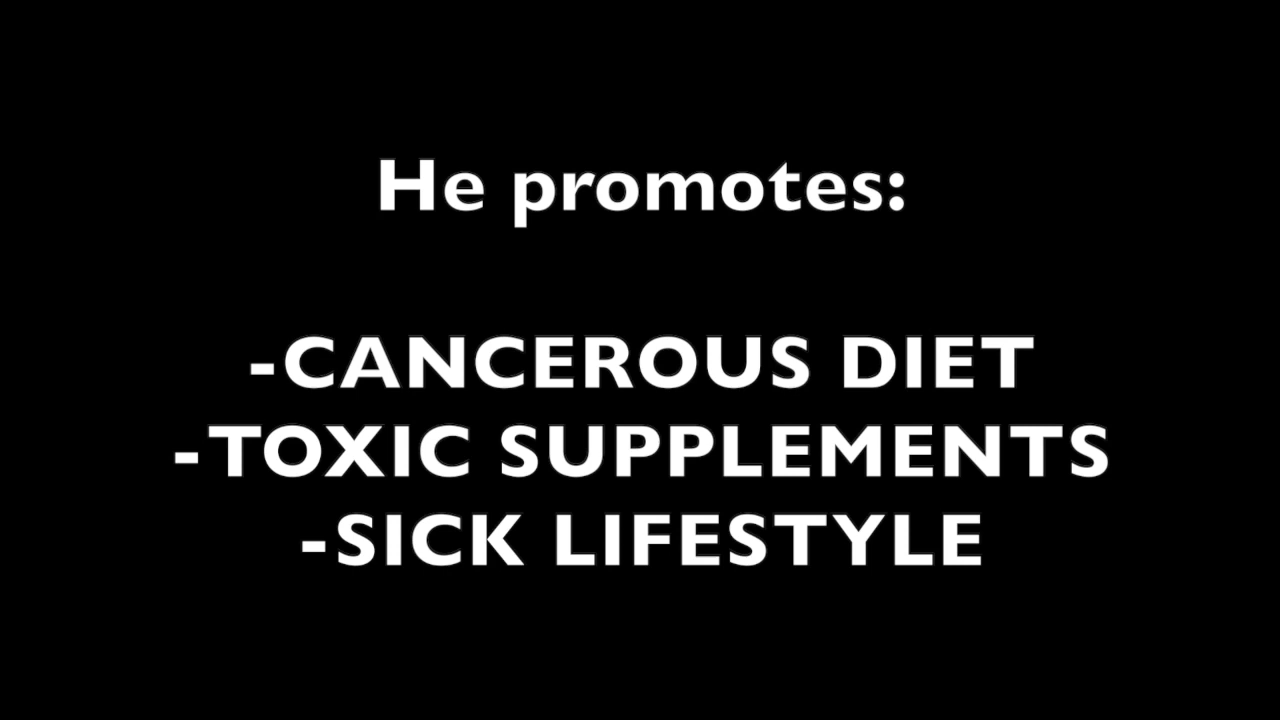 He promotes:
-CANCEROUS DIET
-TOXIC SUPPLEMENTS
-SICK LIFESTYLE